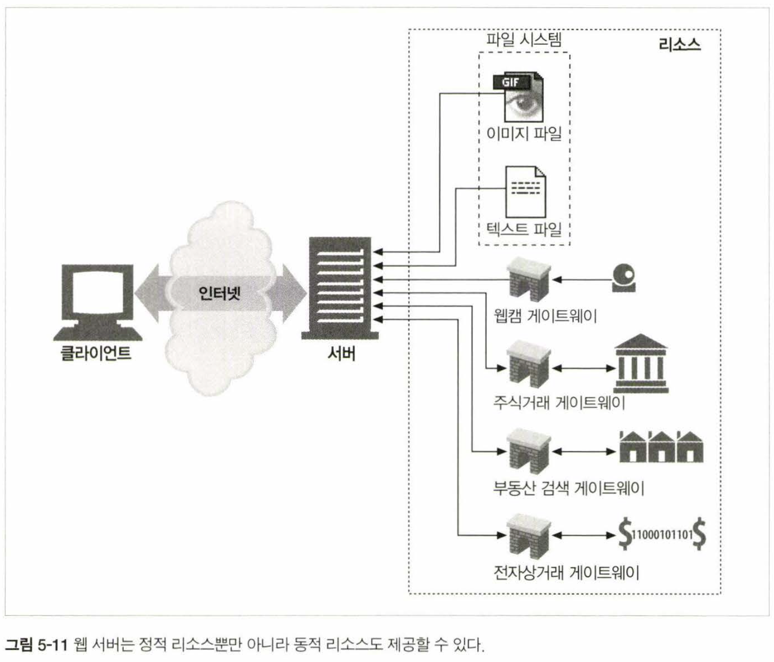 리소스
파일 시스템
GIF
이미지 파일
텍스트 파일
클라이언트
인터넷
서버
웹캠 게이트웨이
주식거래 게이트웨이
부동산 검색 게이트웨이
$11000101101$
전자상거래 게이트웨이
그림 5-11 웹 서버는 정적 리소스뿐만 아니라 동적 리소스도 제공할 수 있다.